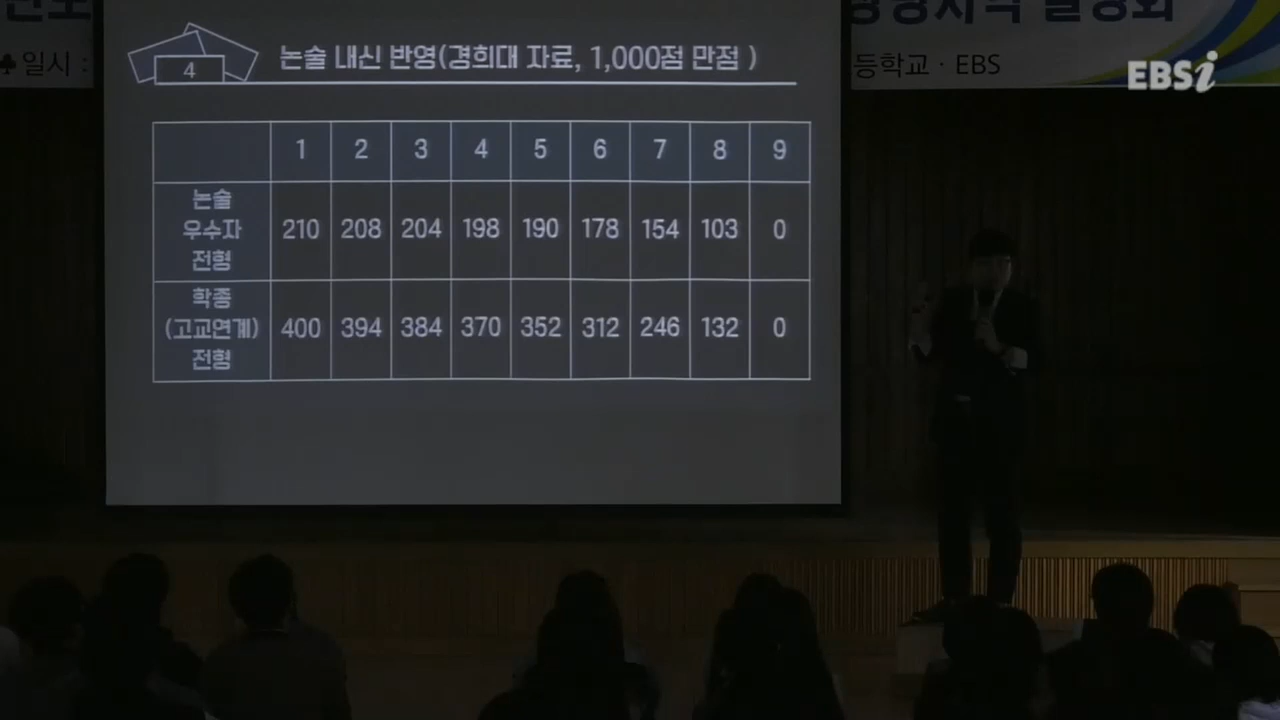 일시 :
등학교 · EBS
EBSi
4
논술 내신 반영(경희대 자료, 1,000점 만점 )
1 2 3 4 5 6 7 8 9
논술
우수자
전형
210 208 204 198 190 178 154 103 0
학종
(고교연계)
전형
400 394 384 370 352 312 246 132 0